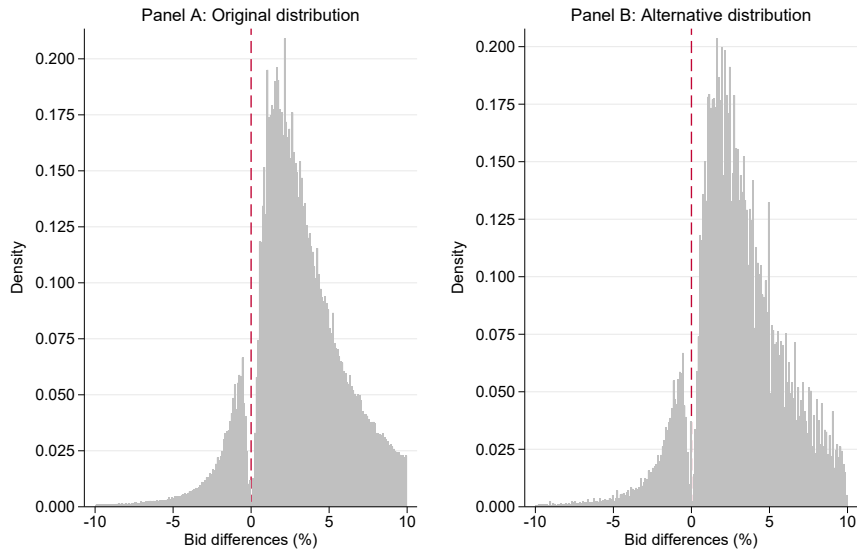 Panel A: Original distribution
0.200
0.175
0.150
0.125
0.100
0.075
0.050
0.025
0.000
Density
-10 -5 0 5 10
Bid differences (%)
Panel B: Alternative distribution
0.200
0.175
0.150
0.125
0.100
0.075
0.050
0.025
0.000
Density
-10 -5 0 5 10
Bid differences (%)